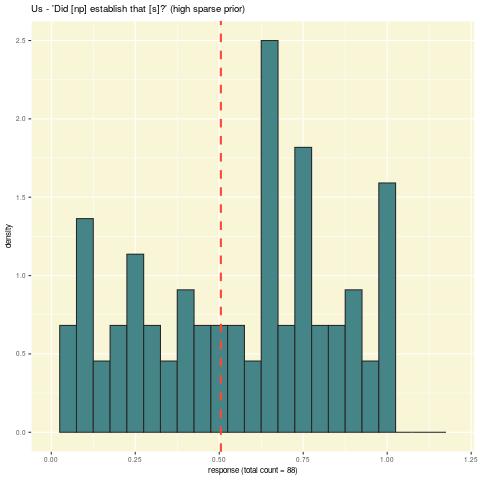 Us - 'Did [np] establish that [s]?' (high sparse prior)
density
2.5
2.0
1.5
1.0
0.5
0.0
0.00 0.25 0.50 0.75 1.00 1.25
response (total count = 88)